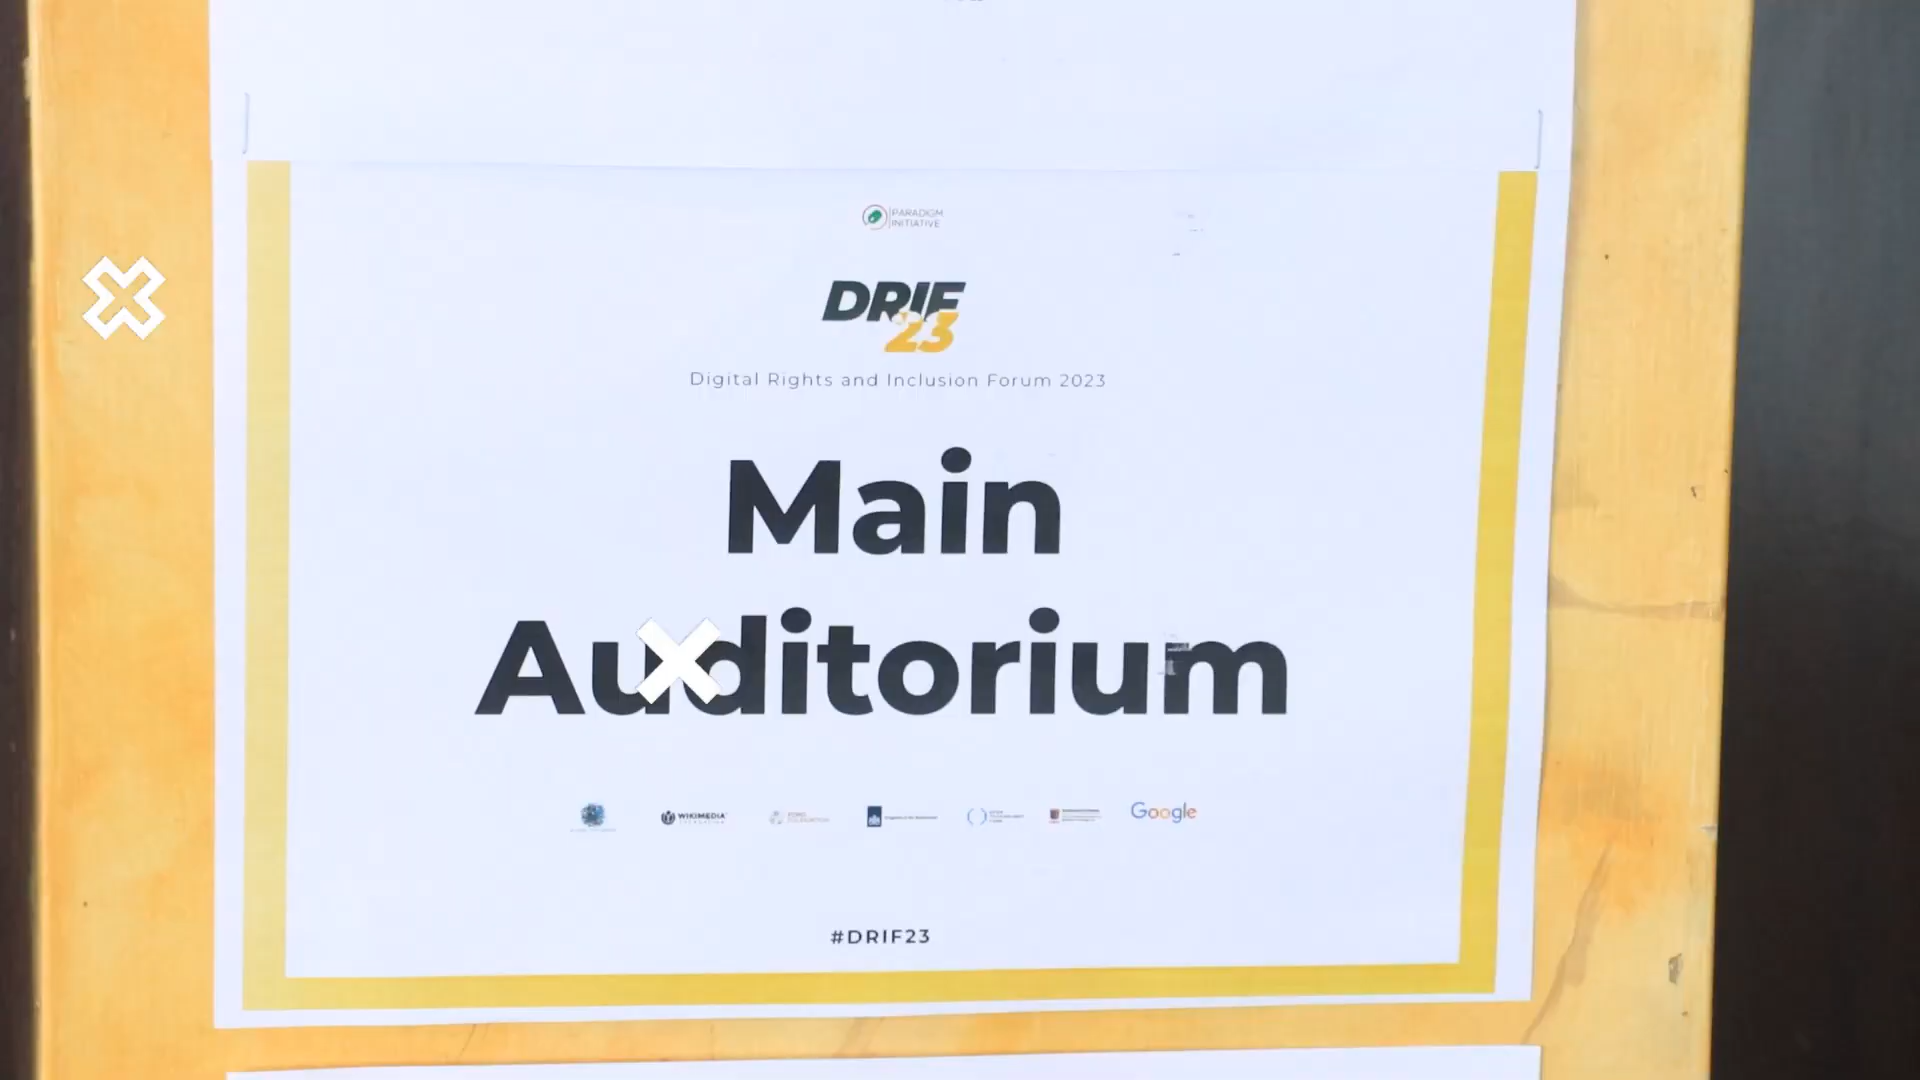 PARADIGM
INITIATIVE
DRIF
'23
Digital Rights and Inclusion Forum 2023
Main
Auditorium
WIKIMEDIA
Google
#DRIF23